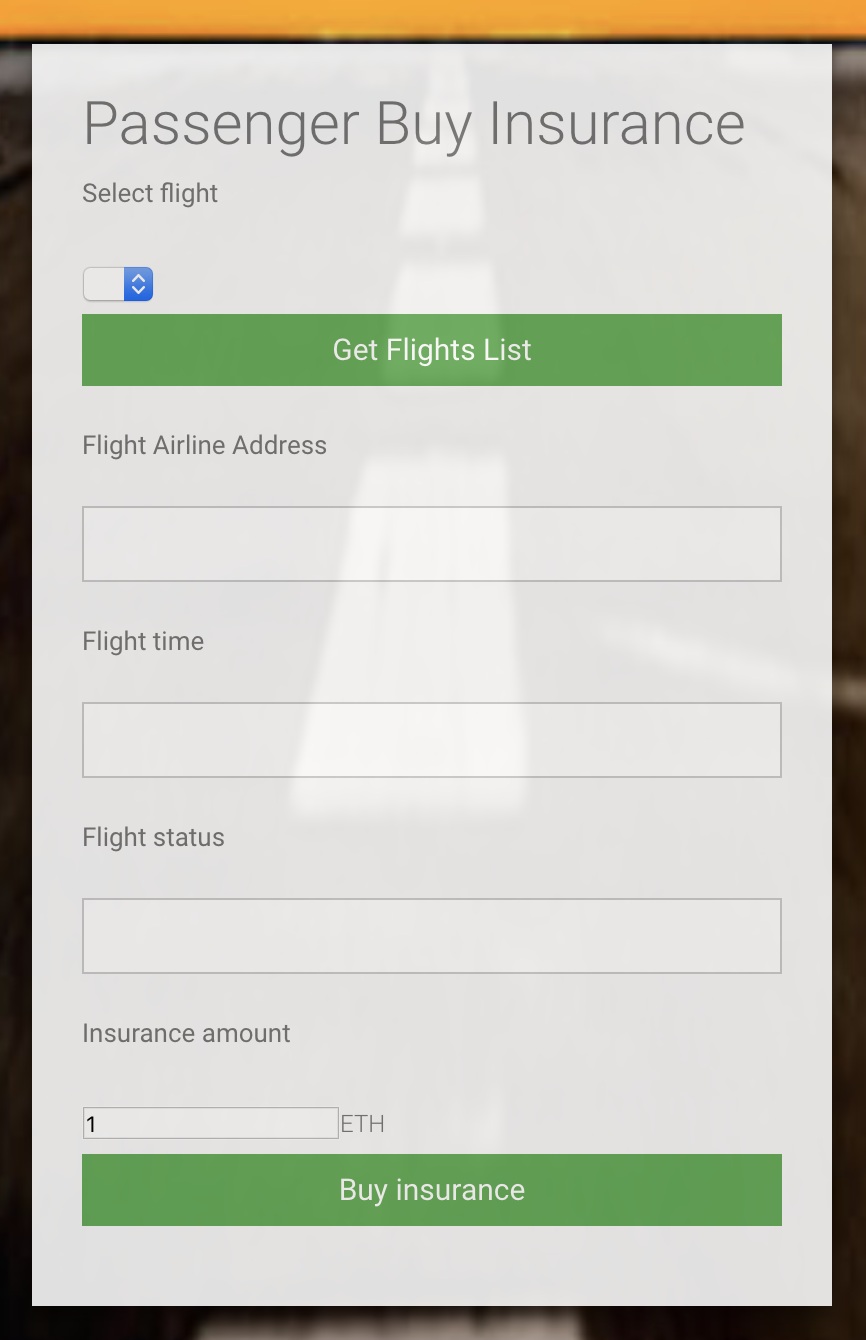 Passenger Buy Insurance
Select flight
Get Flights List
Flight Airline Address
Flight time
Flight status
Insurance amount
1 ETH
Buy insurance